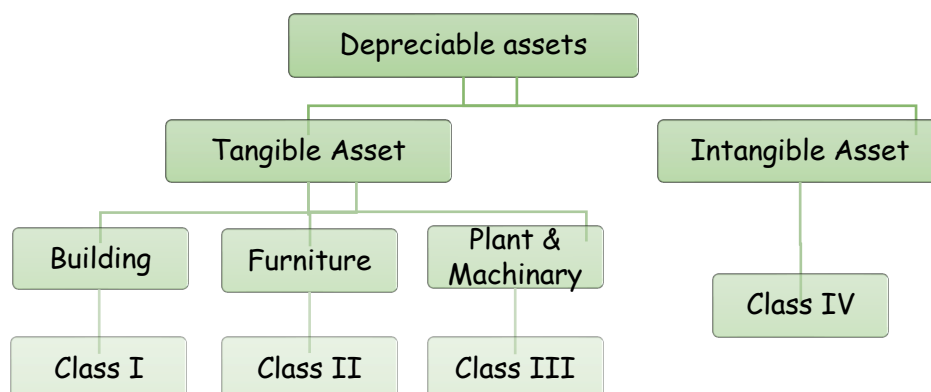 Depreciable assets
Tangible Asset
Intangible Asset
Building
Furniture
Plant &
Machinary
Class IV
Class I
Class II
Class III